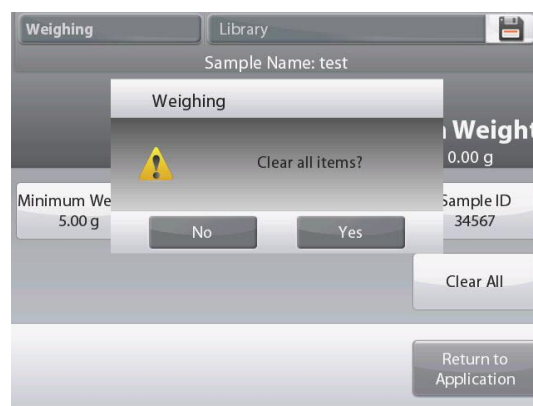 Weighing
Library
Sample Name: test
Weighing
Weight
0.00 g
Clear all items?
Minimum We
5.00 g
Sample ID
34567
No
Yes
Clear All
Return to
Application